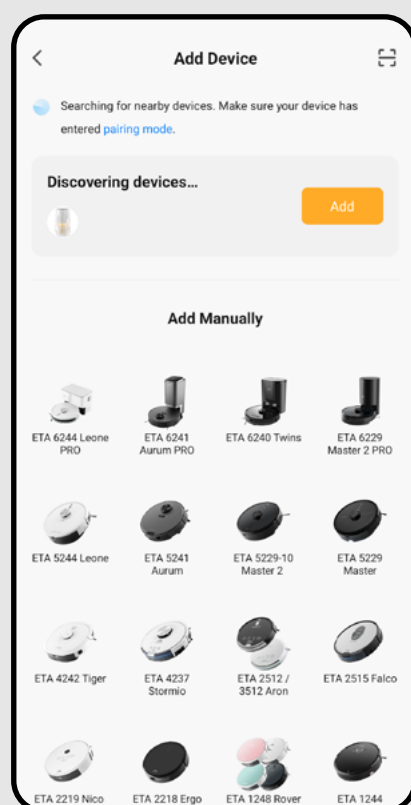 Add Device
Searching for nearby devices. Make sure your device has
entered pairing mode.
Discovering devices...
Add
Add Manually
ETA 6244 Leone
PRO
ETA 6241
Aurum PRO
ETA 6240 Twins
ETA 6229
Master 2 PRO
ETA 5244 Leone
ETA 5241
Aurum
ETA 5229-10
Master 2
ETA 5229
Master
ETA 4242 Tiger
ETA 4237
Stormio
ETA 2512 /
3512 Aron
ETA 2515 Falco
ETA 2219 Nico
ETA 2218 Ergo
ETA 1248 Rover
ETA 1244